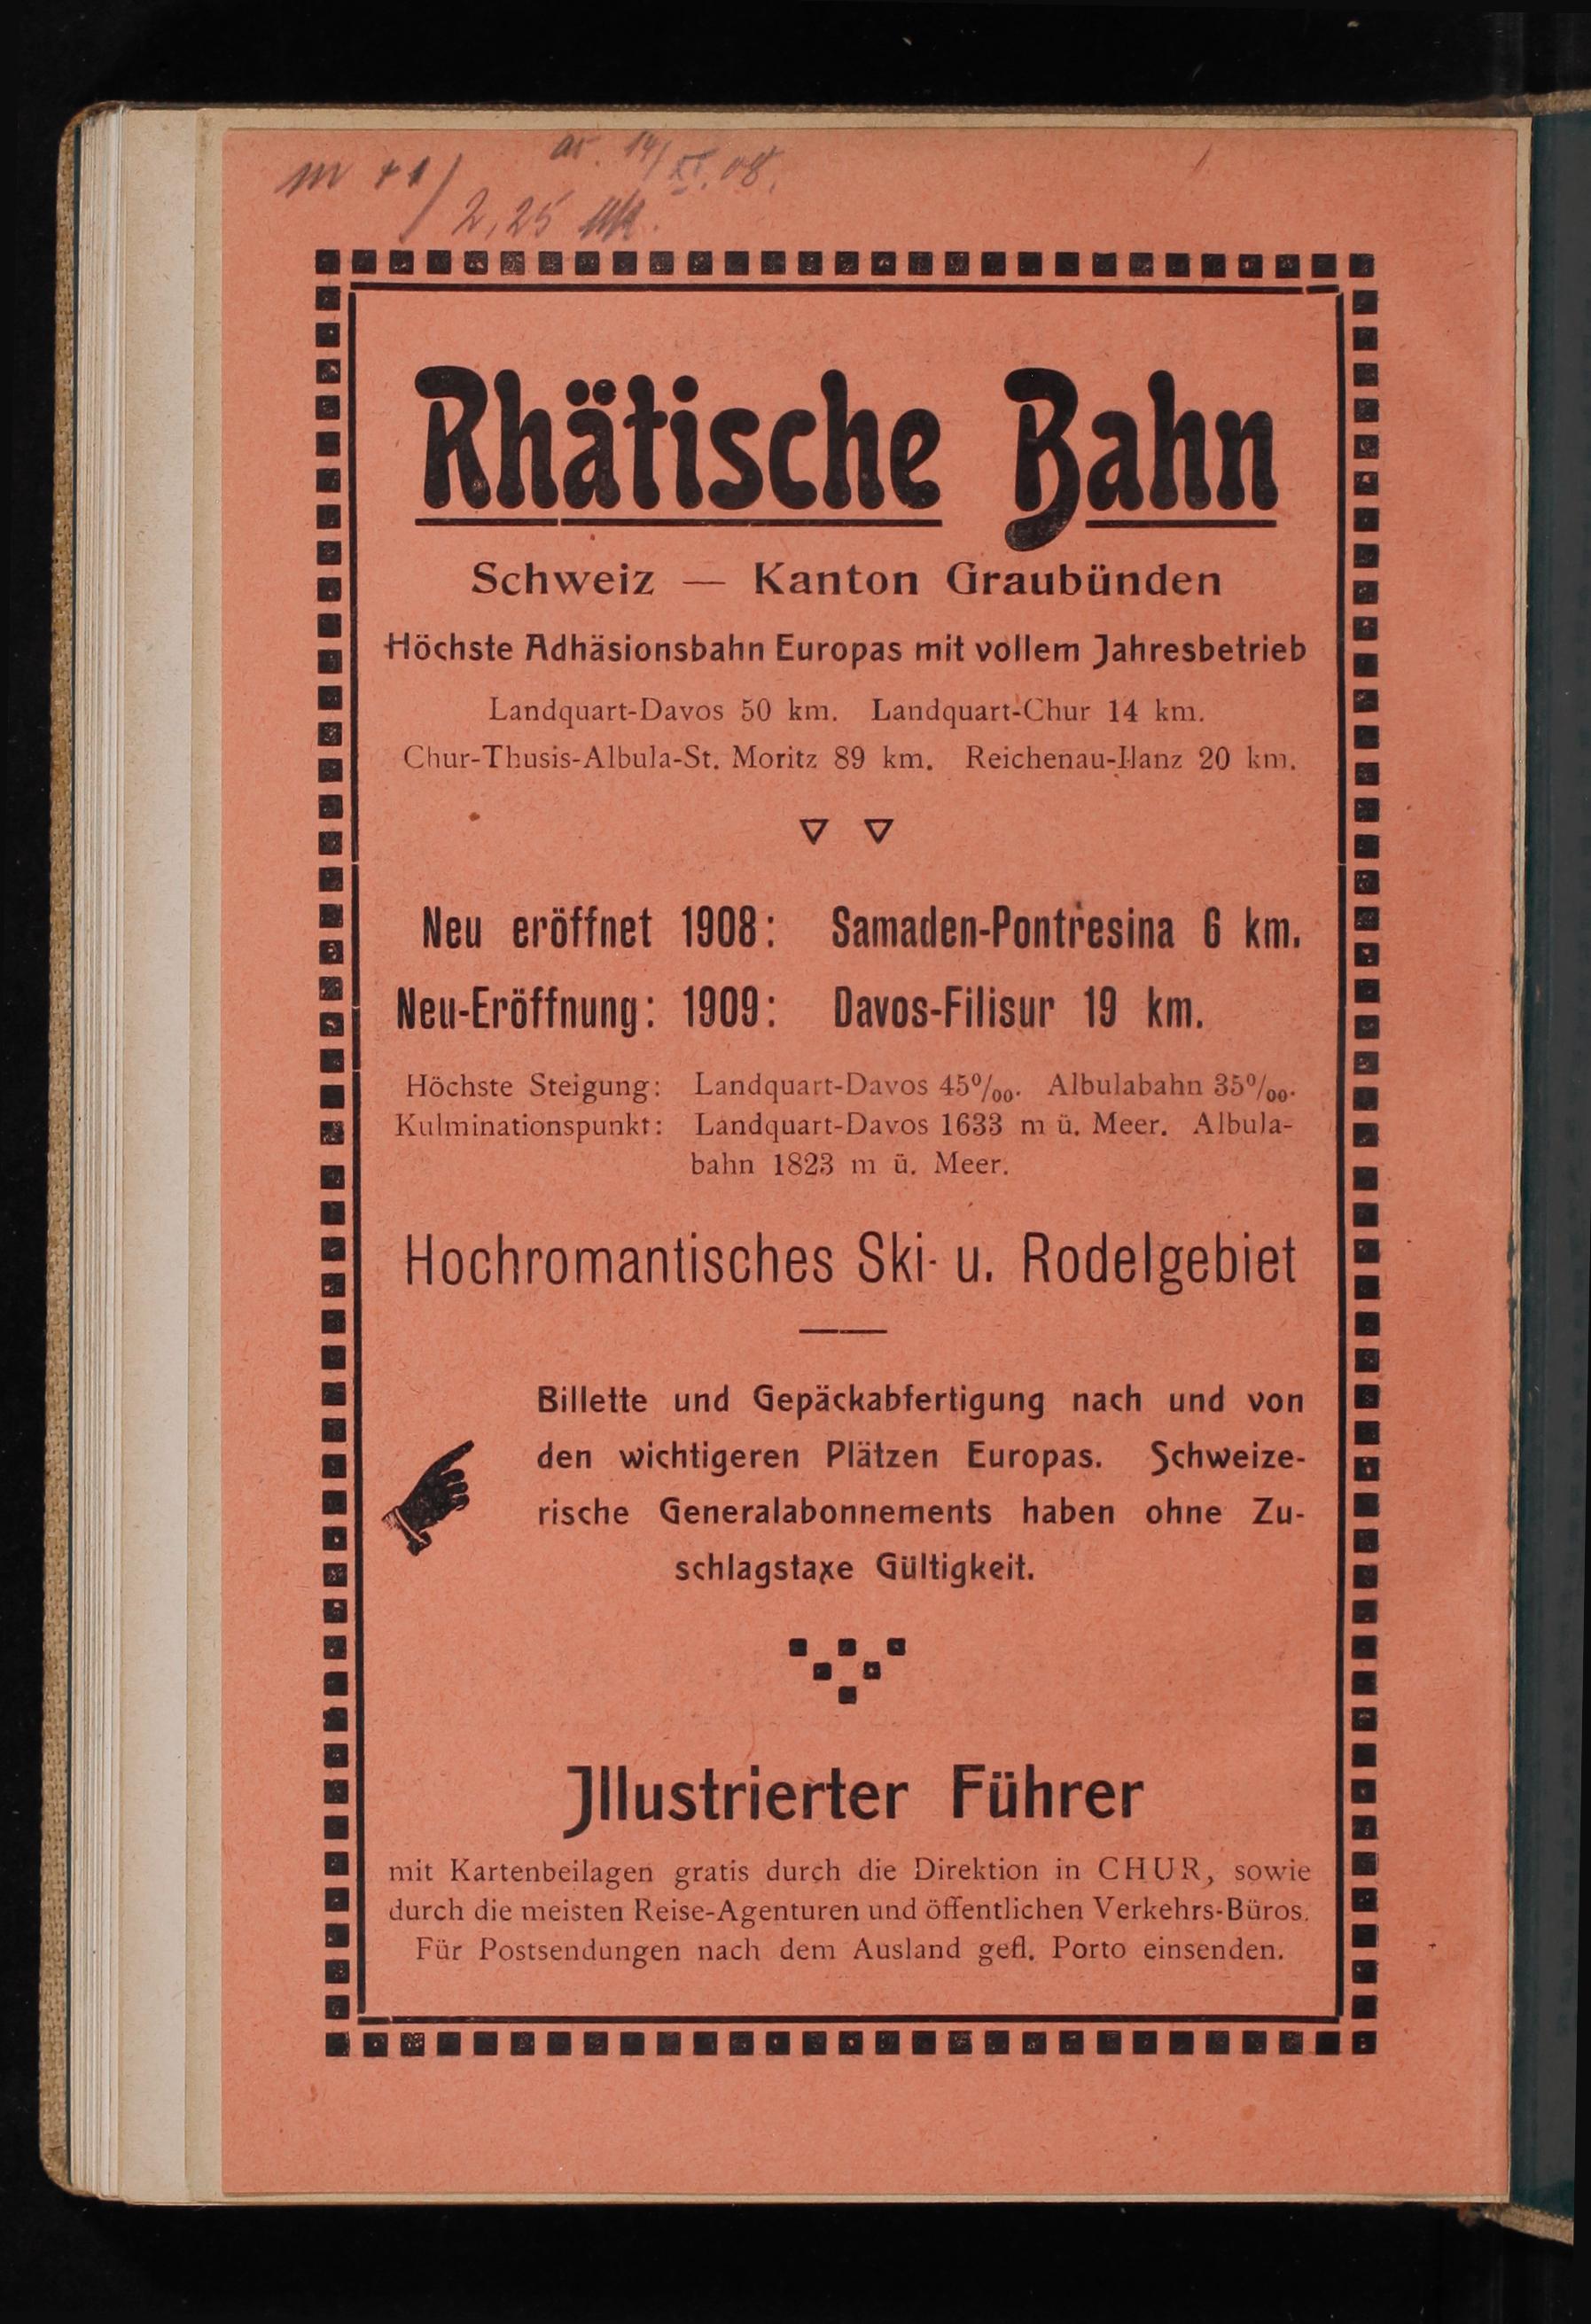 14/XI.08.
2,25 M.
Rhätische Bahn
Schweiz — Kanton Graubünden
Höchste Adhäsionsbahn Europas mit vollem Jahresbetrieb
Landquart-Davos 50 km. Landquart-Chur 14 km.
Chur-Thusis-Albula-St. Moritz 89 km. Reichenau-Ilanz 20 km.
Neu eröffnet 1908: Samaden-Pontresina 6 km.
Neu-Eröffnung: 1909: Davos-Filisur 19 km.
Höchste Steigung: Landquart-Davos 45‰. Albulabahn 35‰.
Kulminationspunkt: Landquart-Davos 1633 m ü. Meer. Albula-
bahn 1823 m ü. Meer.
Hochromantisches Ski- u. Rodelgebiet
Billette und Gepäckabfertigung nach und von
den wichtigeren Plätzen Europas. Schweize-
rische Generalabonnements haben ohne Zu-
schlagstaxe Gültigkeit.
Jllustrierter Führer
mit Kartenbeilagen gratis durch die Direktion in CHUR, sowie
durch die meisten Reise-Agenturen und öffentlichen Verkehrs-Büros.
Für Postsendungen nach dem Ausland gefl. Porto einsenden.